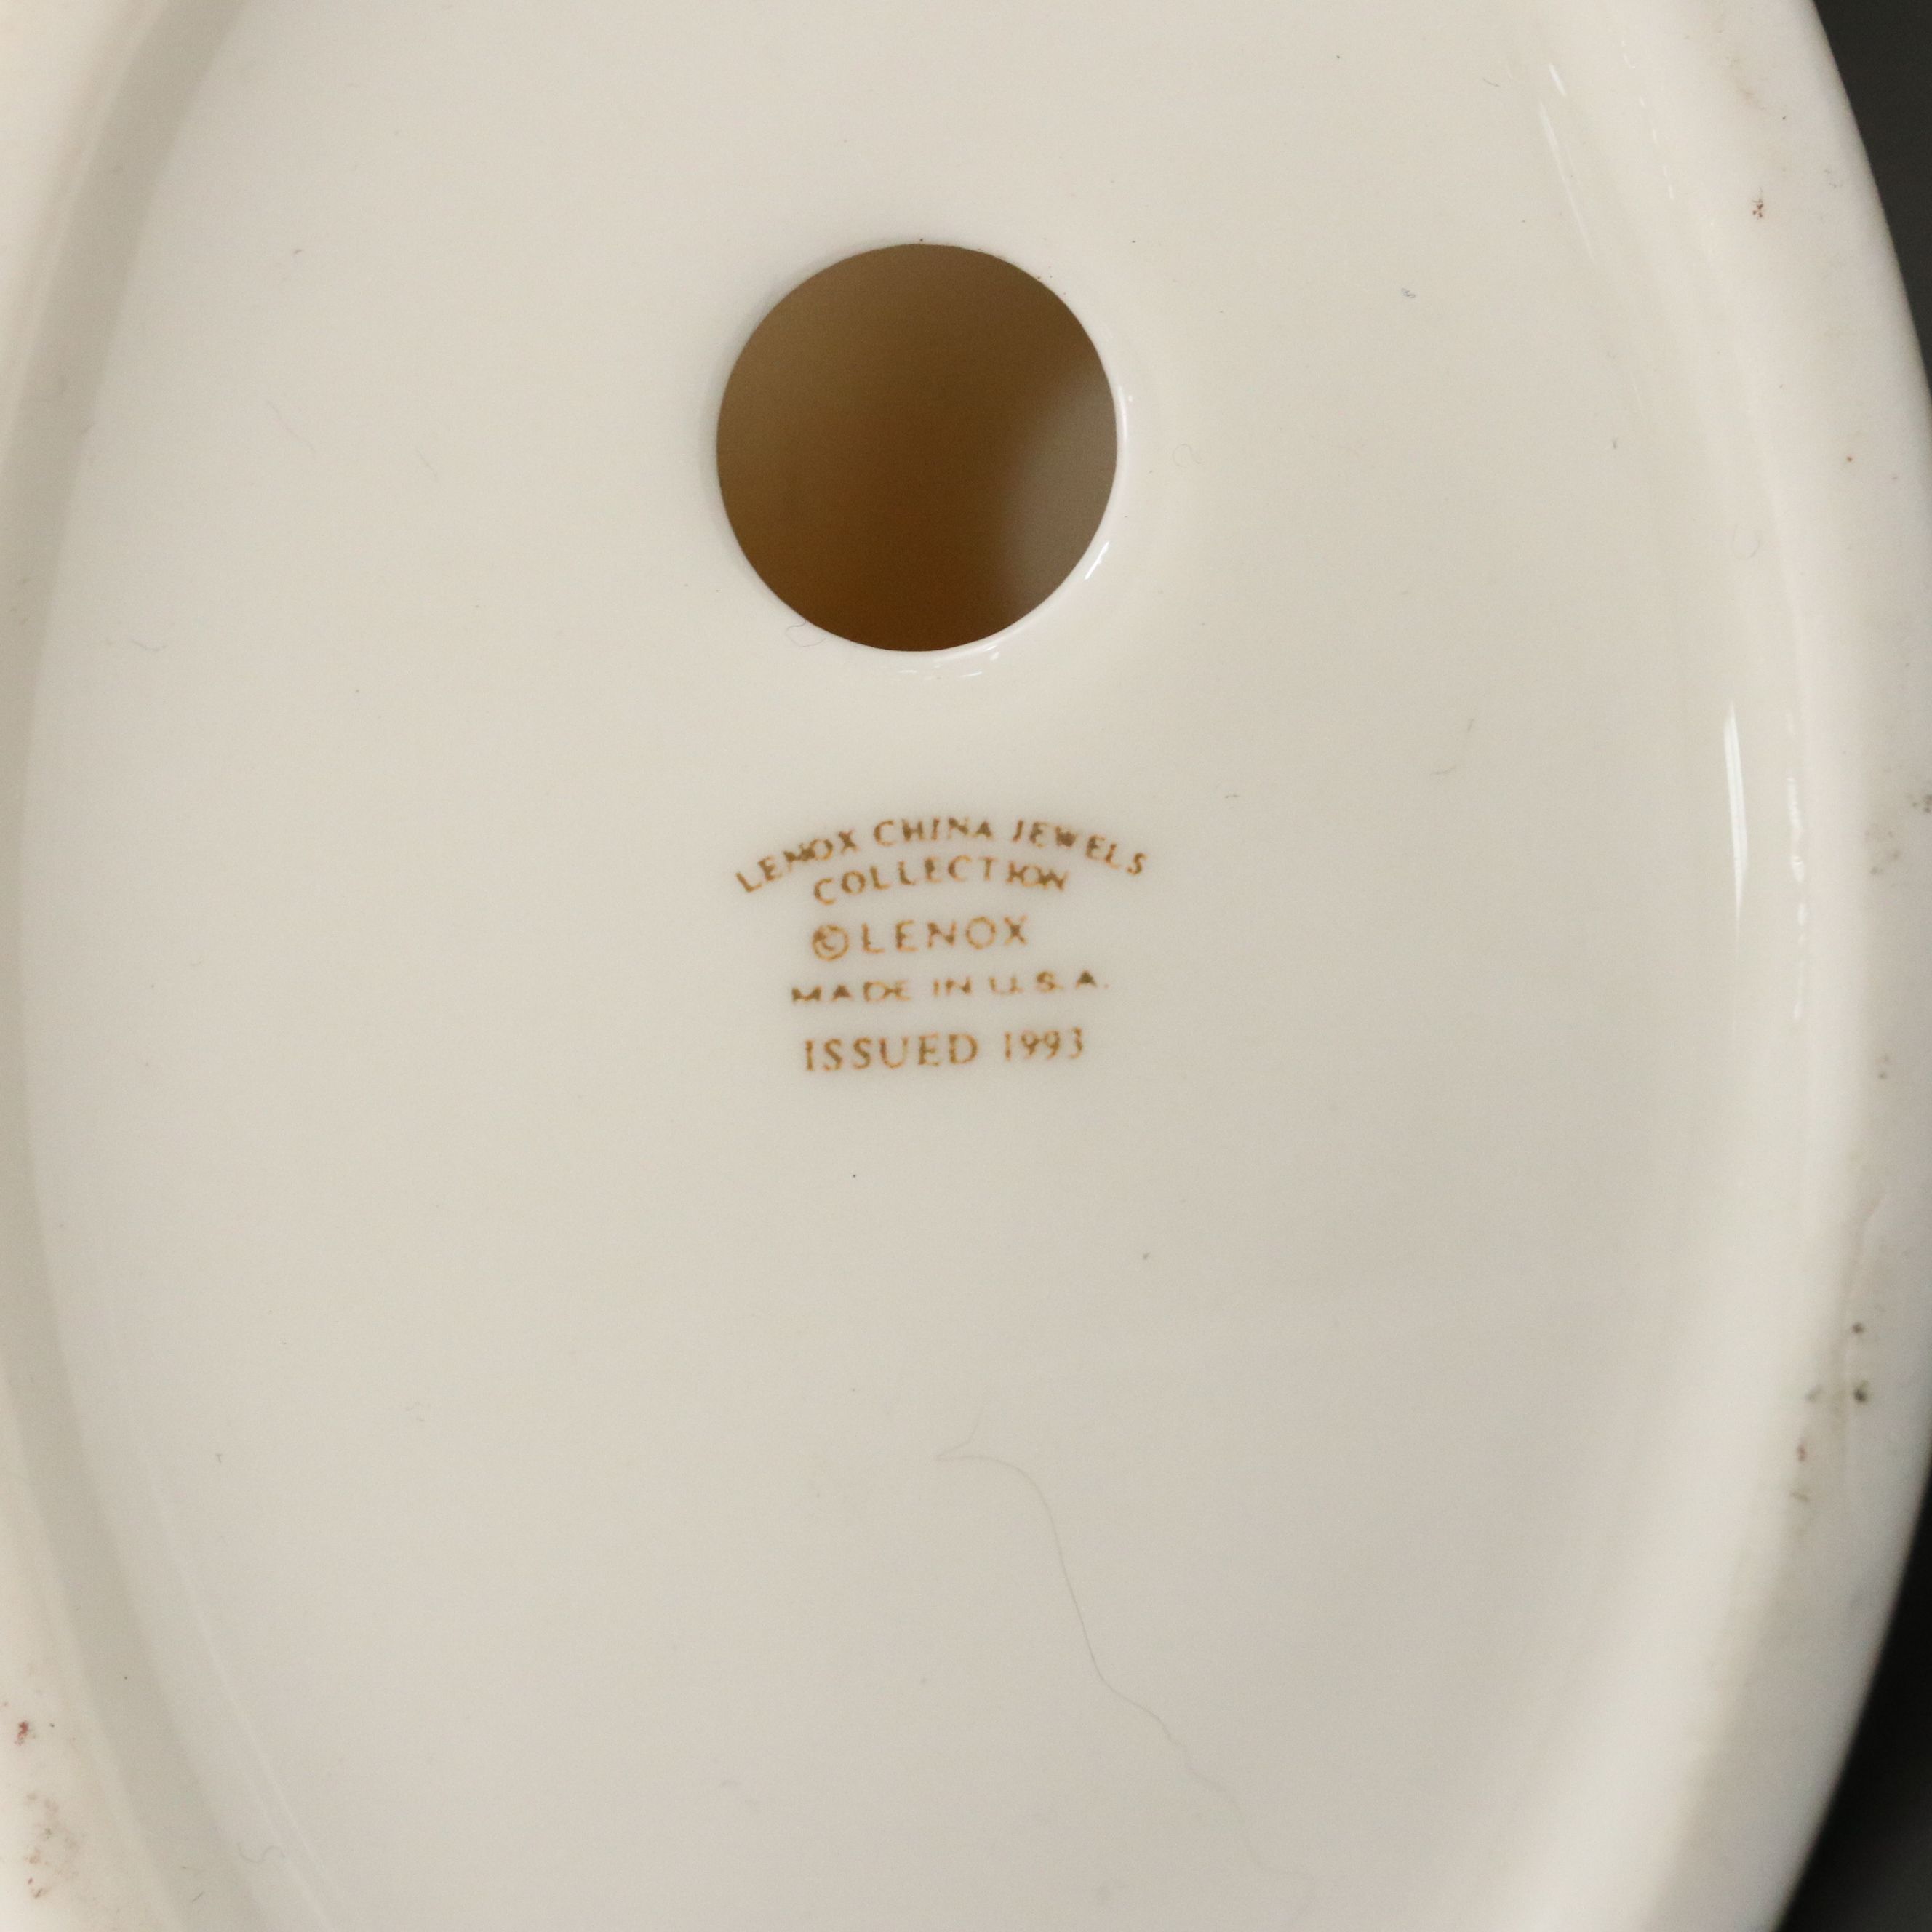 LENOX CHINA JEWELS
COLLECTION
©LENOX
MADE IN U.S.A.
ISSUED 1993